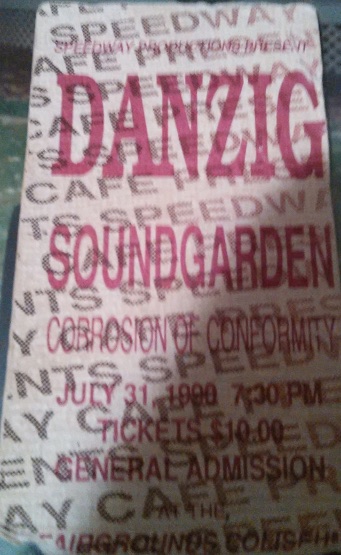 SPEEDWAY PRODUCTIONS PRESENT
DANZIG
SOUNDGARDEN
CORROSION OF CONFORMITY
JULY 31, 1990 7:30 PM
TICKETS $10.00
GENERAL ADMISSION
AT THE
FAIRGROUNDS COLISEUM